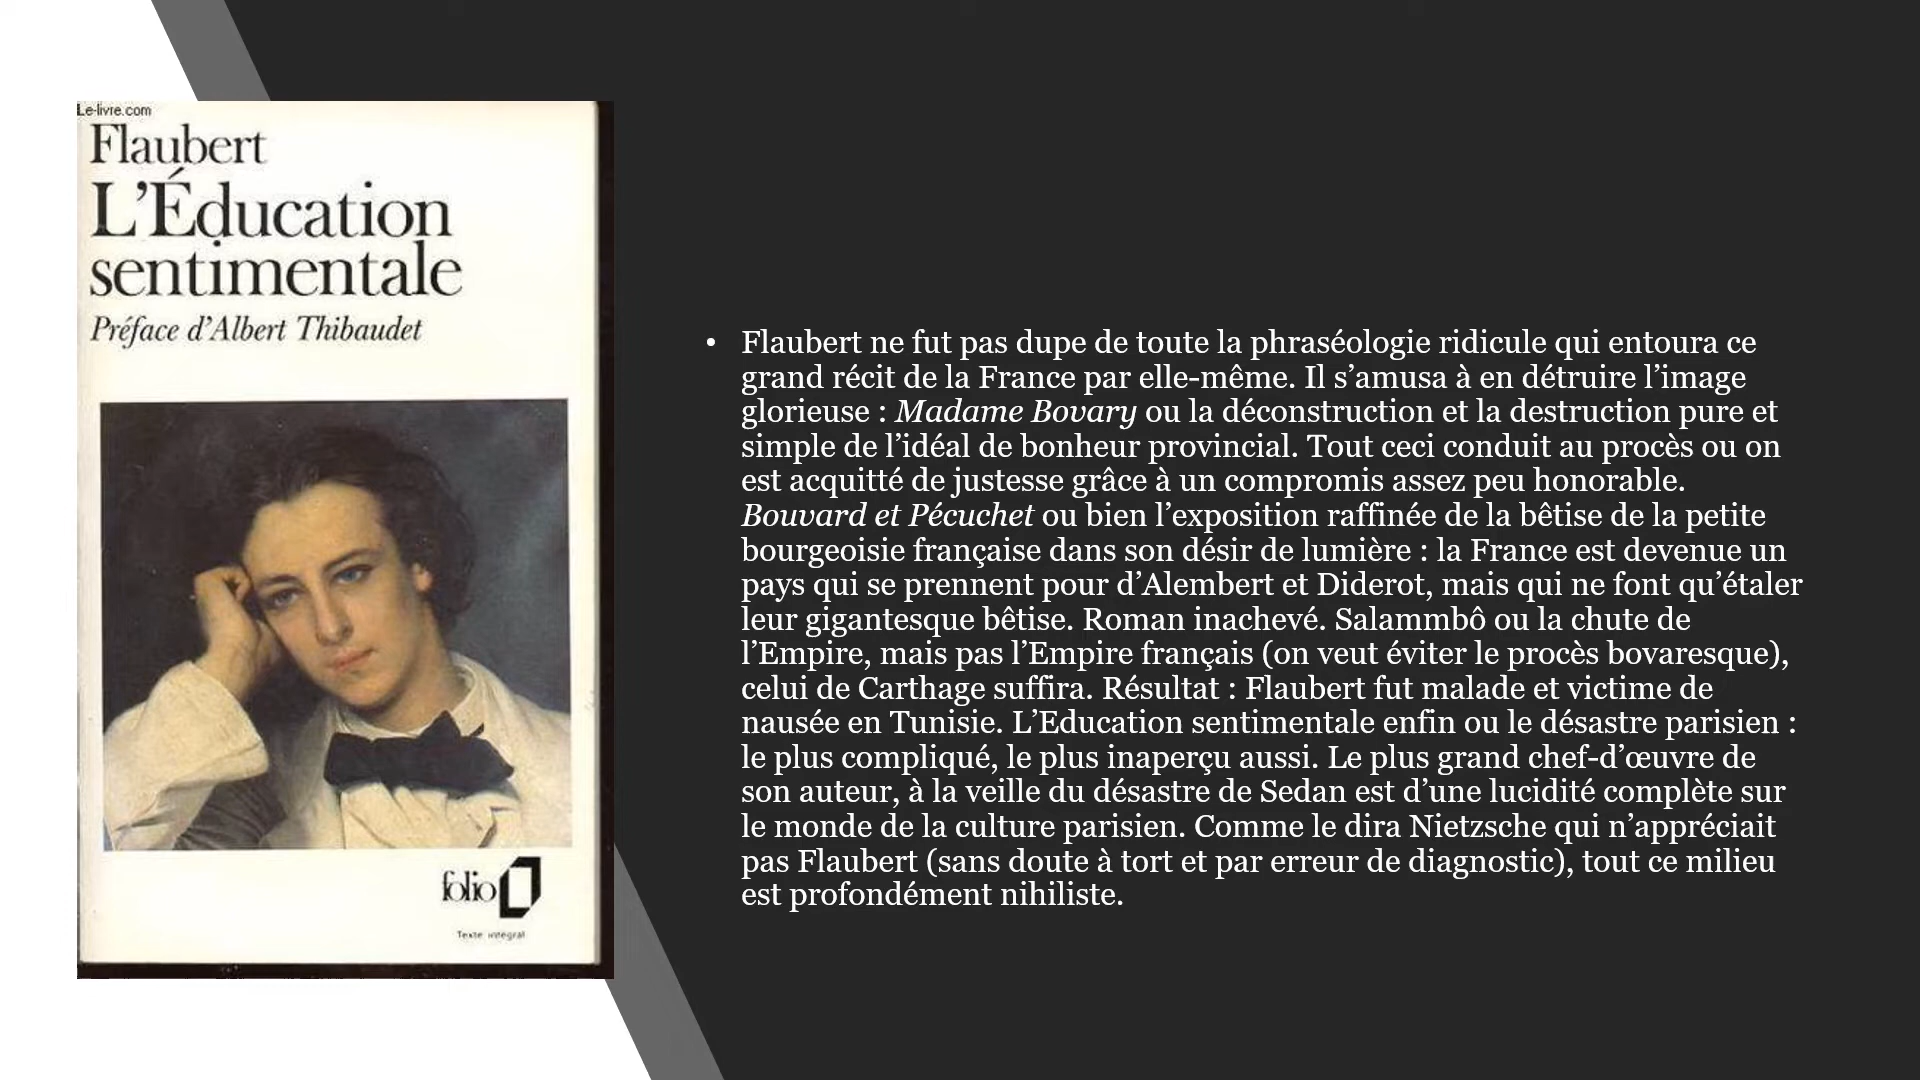 Le-livre.com
Flaubert
L'Éducation
sentimentale
Préface d'Albert Thibaudet
folio
Texte intégral
• Flaubert ne fut pas dupe de toute la phraséologie ridicule qui entoura ce
grand récit de la France par elle-même. Il s’amusa à en détruire l’image
glorieuse : Madame Bovary ou la déconstruction et la destruction pure et
simple de l’idéal de bonheur provincial. Tout ceci conduit au procès ou on
est acquitté de justesse grâce à un compromis assez peu honorable.
Bouvard et Pécuchet ou bien l’exposition raffinée de la bêtise de la petite
bourgeoisie française dans son désir de lumière : la France est devenue un
pays qui se prennent pour d’Alembert et Diderot, mais qui ne font qu’étaler
leur gigantesque bêtise. Roman inachevé. Salammbô ou la chute de
l’Empire, mais pas l’Empire français (on veut éviter le procès bovaresque),
celui de Carthage suffira. Résultat : Flaubert fut malade et victime de
nausée en Tunisie. L’Education sentimentale enfin ou le désastre parisien :
le plus compliqué, le plus inaperçu aussi. Le plus grand chef-d’œuvre de
son auteur, à la veille du désastre de Sedan est d’une lucidité complète sur
le monde de la culture parisien. Comme le dira Nietzsche qui n’appréciait
pas Flaubert (sans doute à tort et par erreur de diagnostic), tout ce milieu
est profondément nihiliste.